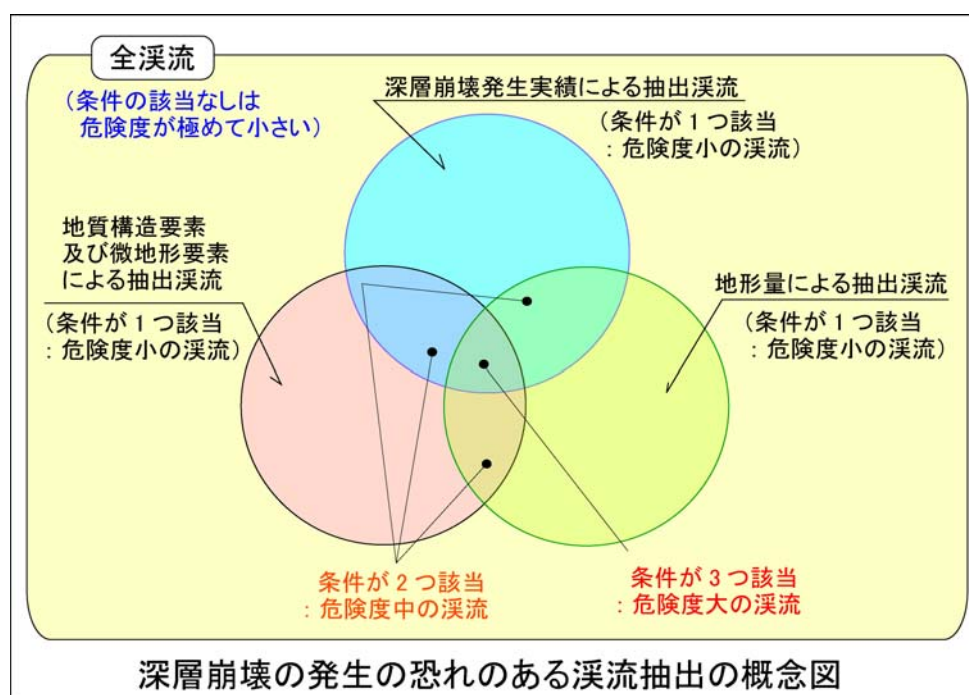 全渓流
（条件の該当なしは
危険度が極めて小さい）
深層崩壊発生実績による抽出渓流
（条件が１つ該当
：危険度小の渓流）
地質構造要素
及び微地形要素
による抽出渓流
（条件が１つ該当
：危険度小の渓流）
地形量による抽出渓流
（条件が１つ該当
：危険度小の渓流）
条件が２つ該当
：危険度中の渓流
条件が３つ該当
：危険度大の渓流
深層崩壊の発生の恐れのある渓流抽出の概念図